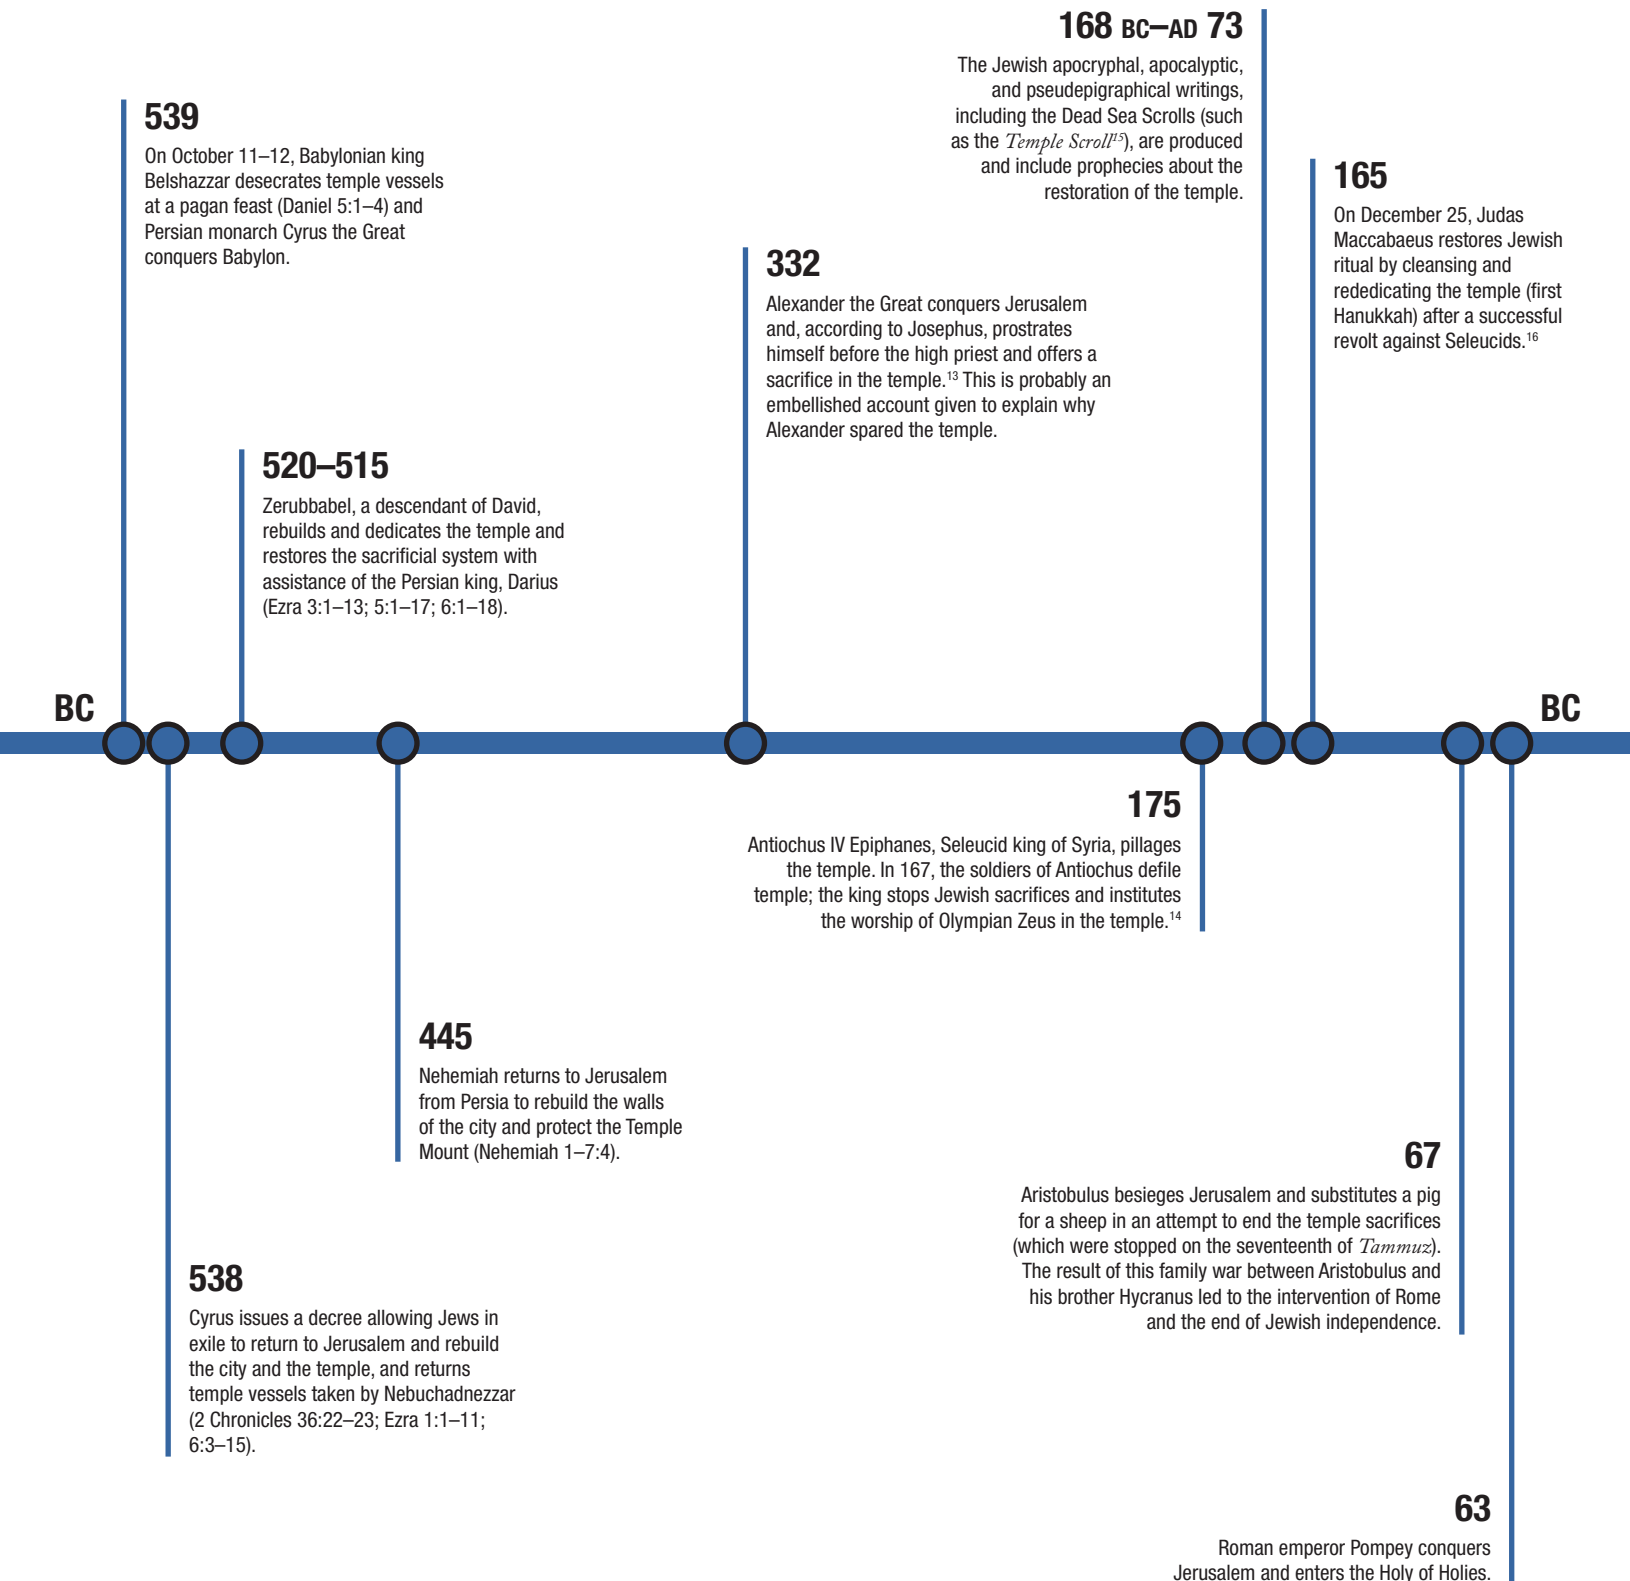 168 BC–AD 73
The Jewish apocryphal, apocalyptic,
and pseudepigraphical writings,
including the Dead Sea Scrolls (such
as the Temple Scroll15), are produced
and include prophecies about the
restoration of the temple.
539
On October 11–12, Babylonian king
Belshazzar desecrates temple vessels
at a pagan feast (Daniel 5:1–4) and
Persian monarch Cyrus the Great
conquers Babylon.
165
On December 25, Judas
Maccabaeus restores Jewish
ritual by cleansing and
rededicating the temple (first
Hanukkah) after a successful
revolt against Seleucids.16
332
Alexander the Great conquers Jerusalem
and, according to Josephus, prostrates
himself before the high priest and offers a
sacrifice in the temple.13 This is probably an
embellished account given to explain why
Alexander spared the temple.
520–515
Zerubbabel, a descendant of David,
rebuilds and dedicates the temple and
restores the sacrificial system with
assistance of the Persian king, Darius
(Ezra 3:1–13; 5:1–17; 6:1–18).
BC
BC
175
Antiochus IV Epiphanes, Seleucid king of Syria, pillages
the temple. In 167, the soldiers of Antiochus defile
temple; the king stops Jewish sacrifices and institutes
the worship of Olympian Zeus in the temple.14
445
Nehemiah returns to Jerusalem
from Persia to rebuild the walls
of the city and protect the Temple
Mount (Nehemiah 1–7:4).
67
Aristobulus besieges Jerusalem and substitutes a pig
for a sheep in an attempt to end the temple sacrifices
(which were stopped on the seventeenth of Tammuz).
The result of this family war between Aristobulus and
his brother Hycranus led to the intervention of Rome
and the end of Jewish independence.
538
Cyrus issues a decree allowing Jews in
exile to return to Jerusalem and rebuild
the city and the temple, and returns
temple vessels taken by Nebuchadnezzar
(2 Chronicles 36:22–23; Ezra 1:1–11;
6:3–15).
63
Roman emperor Pompey conquers
Jerusalem and enters the Holy of Holies.